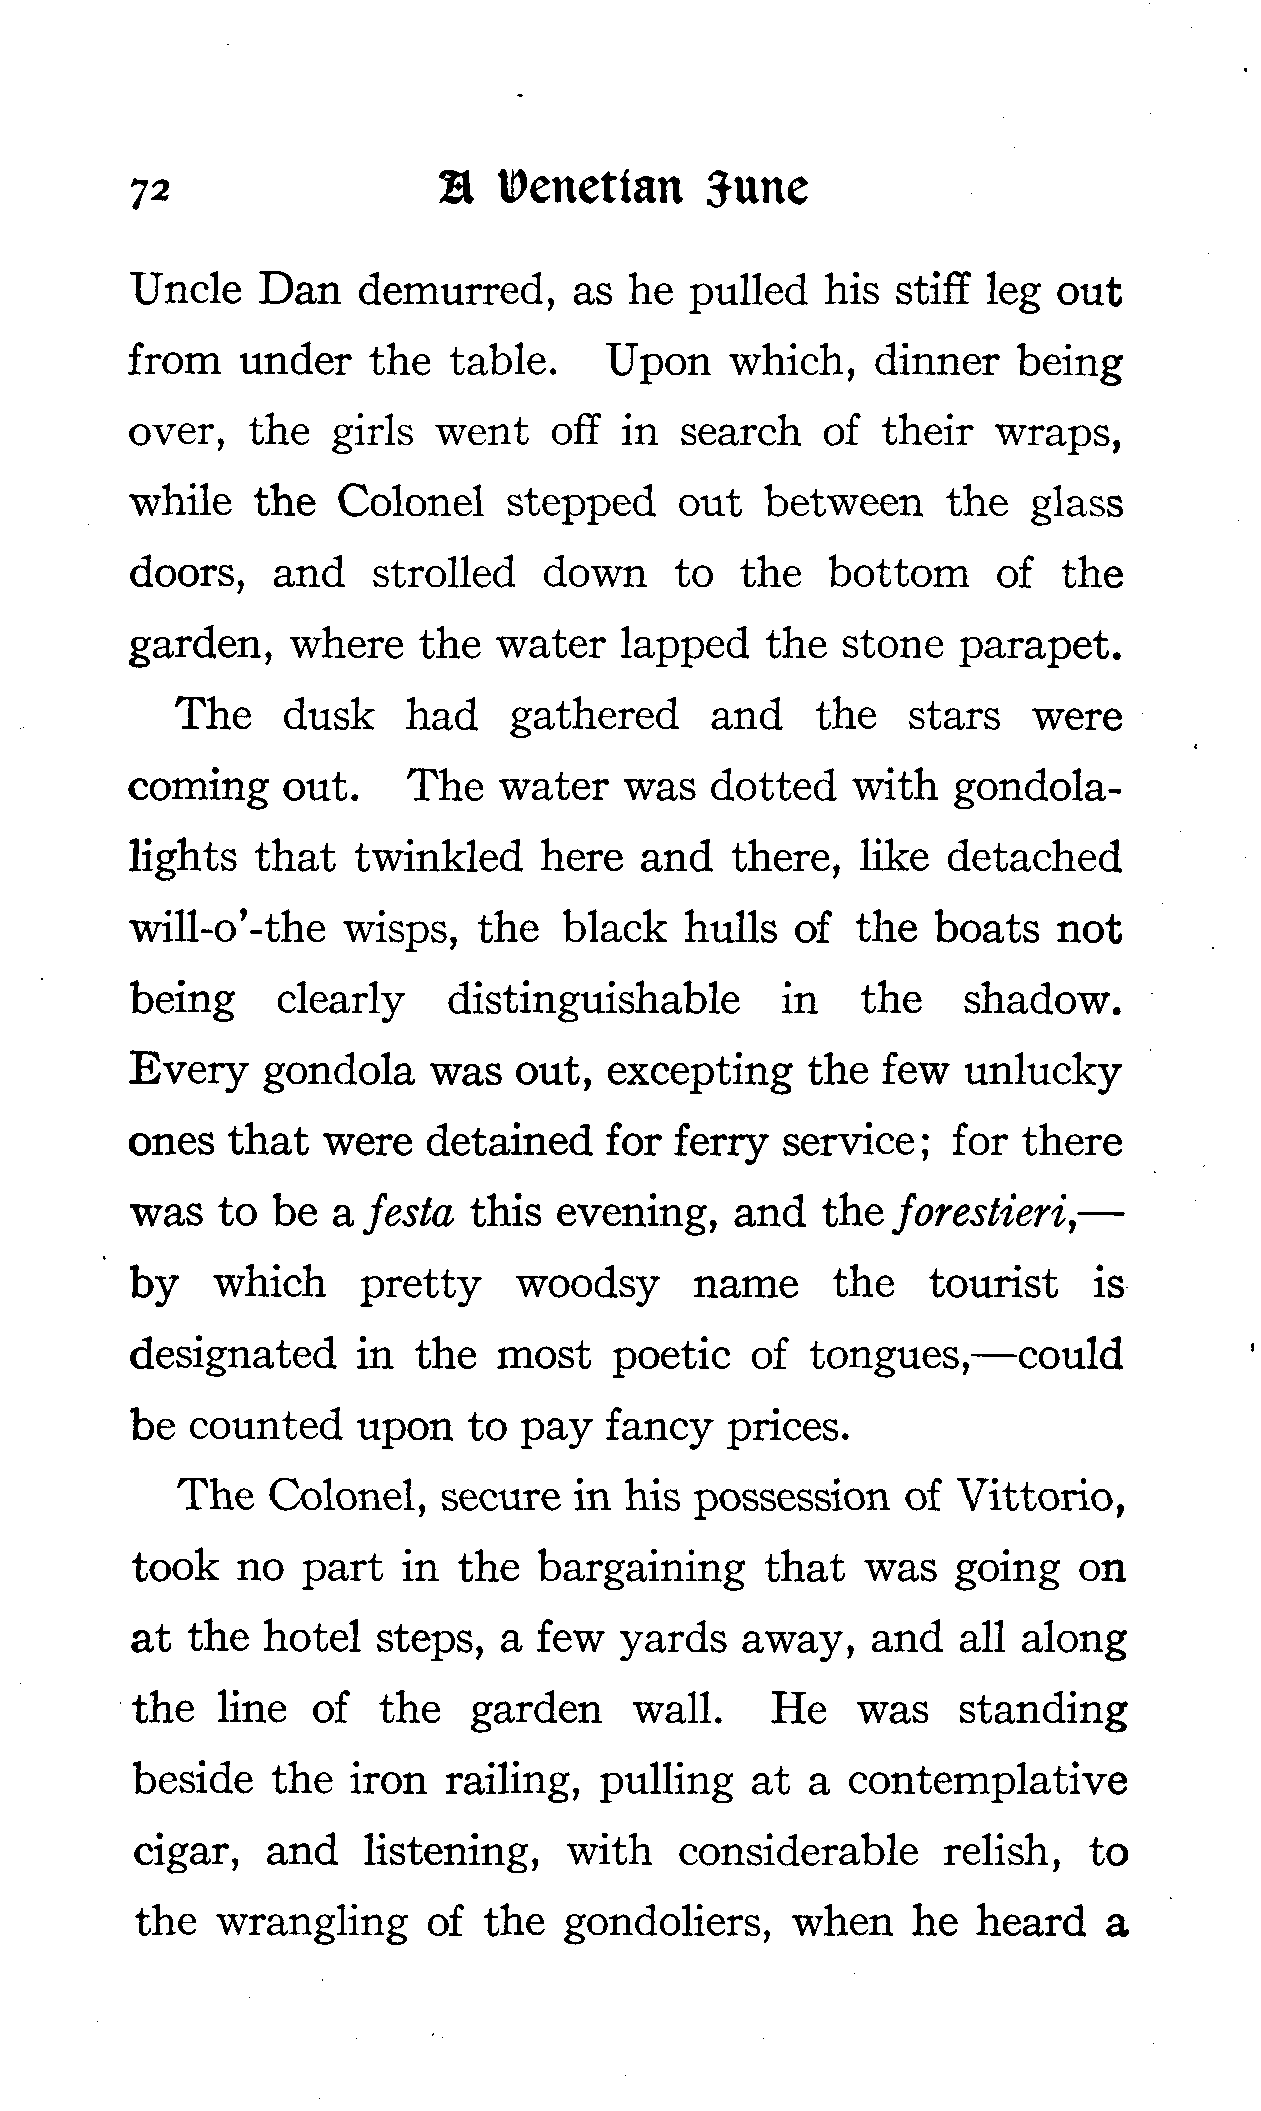 72 A Venetian June
Uncle Dan demurred, as he pulled his stiff leg out
from under the table. Upon which, dinner being
over, the girls went off in search of their wraps,
while the Colonel stepped out between the glass
doors, and strolled down to the bottom of the
garden, where the water lapped the stone parapet.
The dusk had gathered and the stars were
coming out. The water was dotted with gondola-
lights that twinkled here and there, like detached
will-o'-the wisps, the black hulls of the boats not
being clearly distinguishable in the shadow.
Every gondola was out, excepting the few unlucky
ones that were detained for ferry service; for there
was to be a festa this evening, and the forestieri,—
by which pretty woodsy name the tourist is
designated in the most poetic of tongues,—could
be counted upon to pay fancy prices.
The Colonel, secure in his possession of Vittorio,
took no part in the bargaining that was going on
at the hotel steps, a few yards away, and all along
the line of the garden wall. He was standing
beside the iron railing, pulling at a contemplative
cigar, and listening, with considerable relish, to
the wrangling of the gondoliers, when he heard a